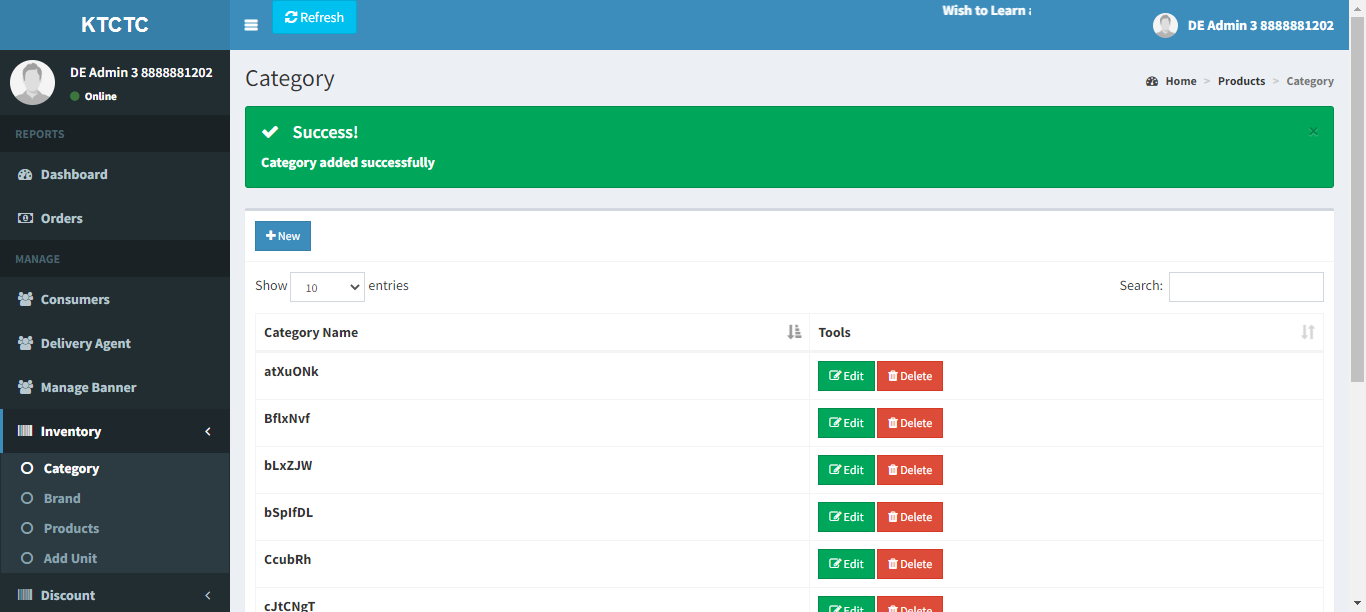 KTCTC
Refresh
Wish to Learn
DE Admin 3 8888881202
DE Admin 3 8888881202
Online
REPORTS
Dashboard
Orders
MANAGE
Consumers
Delivery Agent
Manage Banner
Inventory
Category
Brand
Products
Add Unit
Discount
Category
Home > Products > Category
Success!
×
Category added successfully
New
Show 10 entries
Search:
Category Name Tools
atXuONk Edit Delete
BflxNvf Edit Delete
bLxZJW Edit Delete
bSpIfDL Edit Delete
CcubRh Edit Delete
cJtCNgT Edit Delete